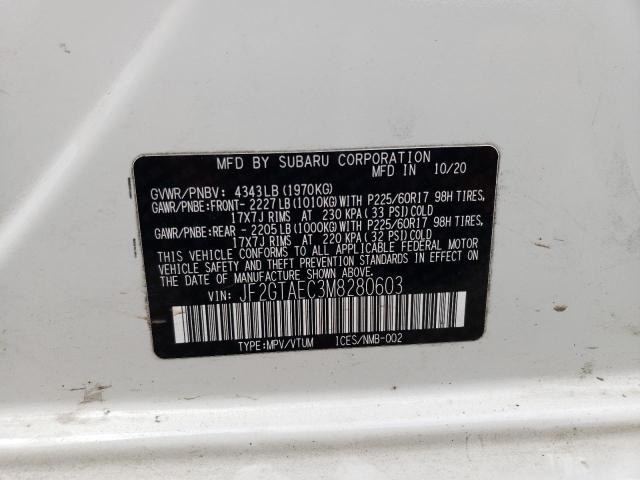 MFD BY SUBARU CORPORATION
MFD IN 10/20
GVWR/PNBV: 4343LB(1970KG)
GAWR/PNBE:FRONT- 2227LB(1010KG)WITH P225/60R17 98H TIRES,
17X7J RIMS AT 230 KPA(33 PSI)COLD
GAWR/PNBE:REAR - 2205LB(1000KG)WITH P225/60R17 98H TIRES,
17X7J RIMS AT 220 KPA(32 PSI)COLD
THIS VEHICLE CONFORMS TO ALL APPLICABLE FEDERAL MOTOR
VEHICLE SAFETY AND THEFT PREVENTION STANDARDS IN EFFECT ON
THE DATE OF MANUFACTURE SHOWN ABOVE.
VIN: JF2GTAEC3M8280603
TYPE:MPV/VTUM ICES/NMB-002